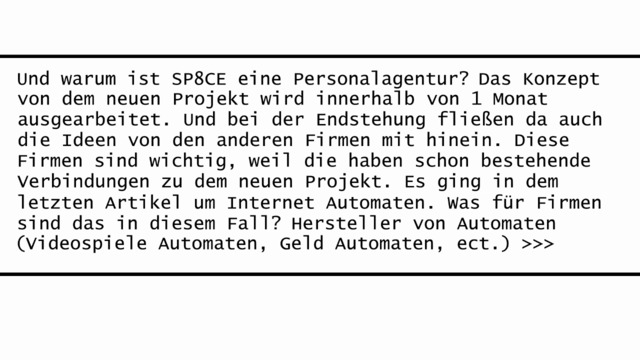 Und warum ist SP8CE eine Personalagentur? Das Konzept
von dem neuen Projekt wird innerhalb von 1 Monat
ausgearbeitet. Und bei der Endstehung fließen da auch
die Ideen von den anderen Firmen mit hinein. Diese
Firmen sind wichtig, weil die haben schon bestehende
Verbindungen zu dem neuen Projekt. Es ging in dem
letzten Artikel um Internet Automaten. Was für Firmen
sind das in diesem Fall? Hersteller von Automaten
(Videospiele Automaten, Geld Automaten, ect.) >>>